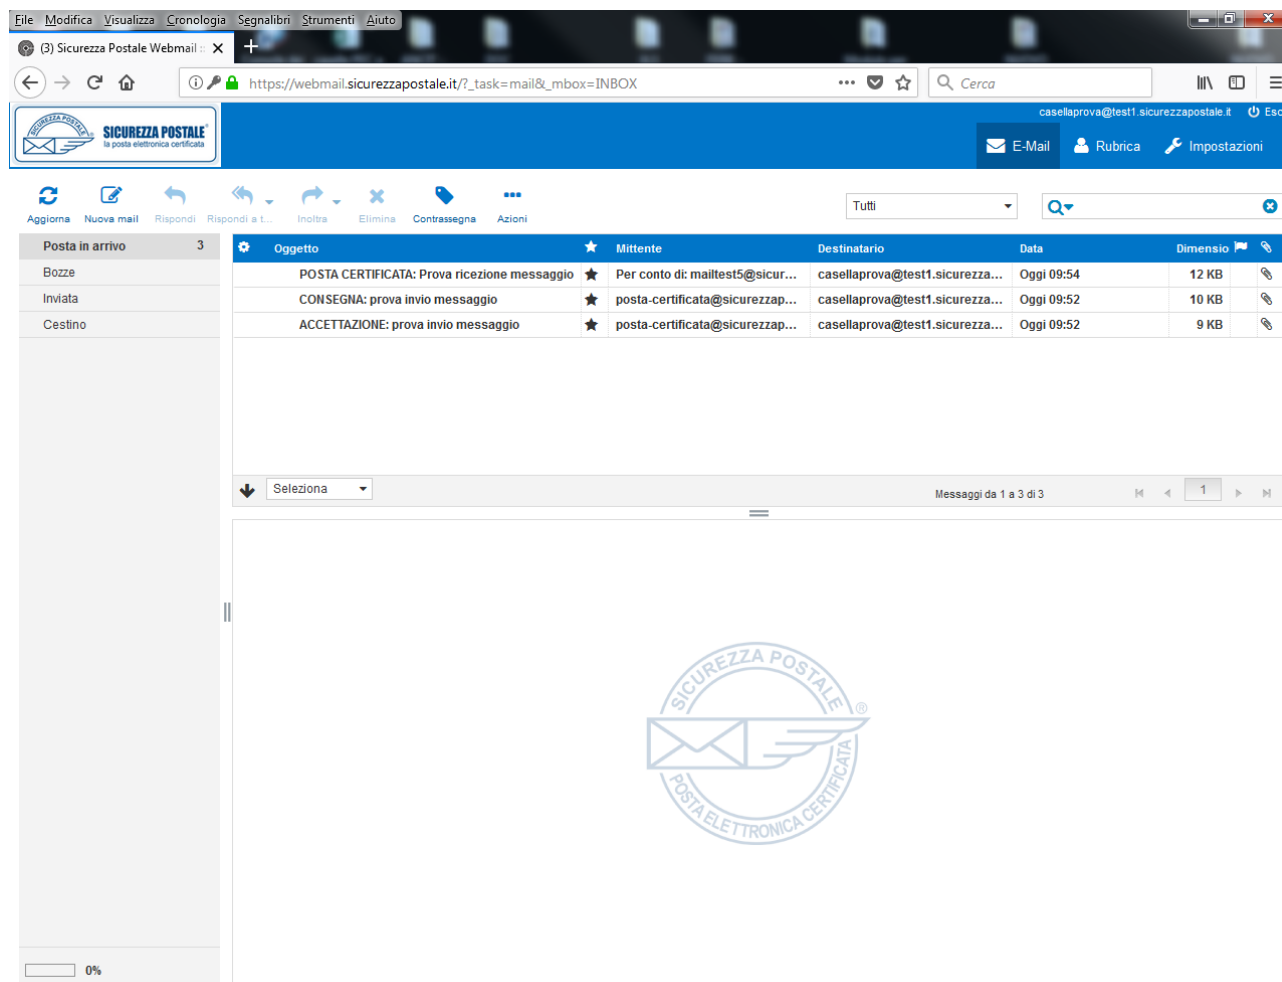 File Modifica Visualizza Cronologia Segnalibri Strumenti Aiuto
(3) Sicurezza Postale Webmail ::
https://webmail.sicurezzapostale.it/?_task=mail&_mbox=INBOX
Cerca
SICUREZZA POSTALE
SICUREZZA POSTALE
la posta elettronica certificata
casellaprova@test1.sicurezzapostale.it Esc
E-Mail Rubrica Impostazioni
Aggiorna Nuova mail Rispondi Rispondi a t... Inoltra Elimina Contrassegna Azioni
Tutti
Posta in arrivo 3
Bozze
Inviata
Cestino
Oggetto Mittente Destinatario Data Dimensio
POSTA CERTIFICATA: Prova ricezione messaggio Per conto di: mailtest5@sicur... casellaprova@test1.sicurezza... Oggi 09:54 12 KB
CONSEGNA: prova invio messaggio posta-certificata@sicurezzap... casellaprova@test1.sicurezza... Oggi 09:52 10 KB
ACCETTAZIONE: prova invio messaggio posta-certificata@sicurezzap... casellaprova@test1.sicurezza... Oggi 09:52 9 KB
Seleziona
Messaggi da 1 a 3 di 3
1
SICUREZZA POSTALE ®
POSTA ELETTRONICA CERTIFICATA
0%